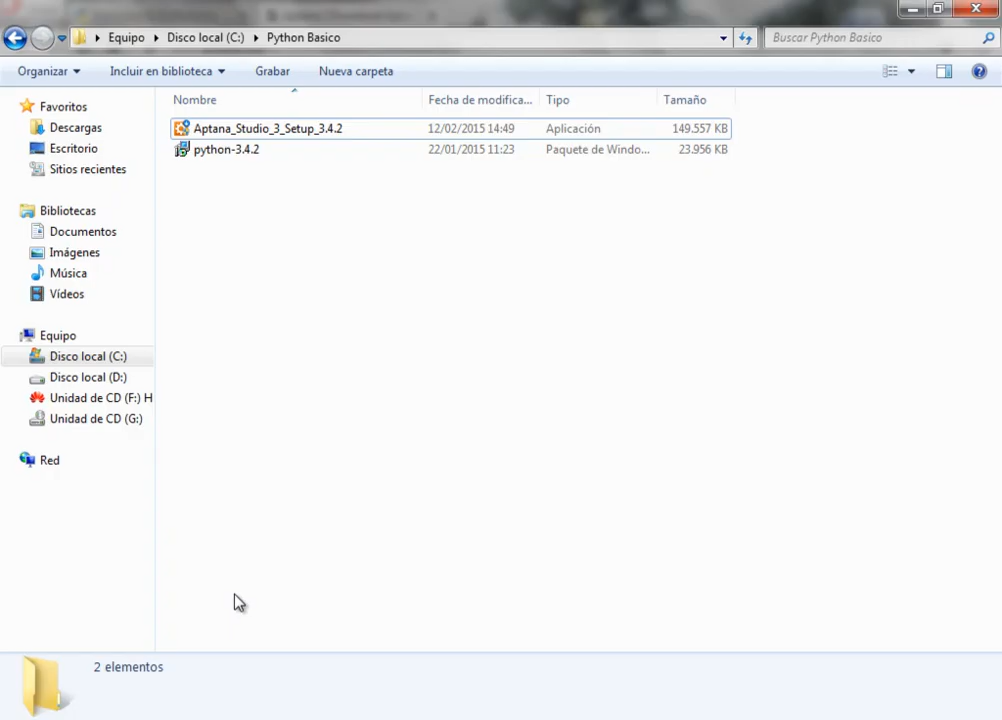 Equipo Disco local (C:) Python Basico Buscar Python Basico
Organizar Incluir en biblioteca Grabar Nueva carpeta
Nombre Fecha de modifica... Tipo Tamaño
Favoritos
Descargas
Escritorio
Sitios recientes
Bibliotecas
Documentos
Imágenes
Música
Vídeos
Equipo
Disco local (C:)
Disco local (D:)
Unidad de CD (F:) H
Unidad de CD (G:)
Red
Aptana_Studio_3_Setup_3.4.2 12/02/2015 14:49 Aplicación 149.557 KB
python-3.4.2 22/01/2015 11:23 Paquete de Windo... 23.956 KB
2 elementos